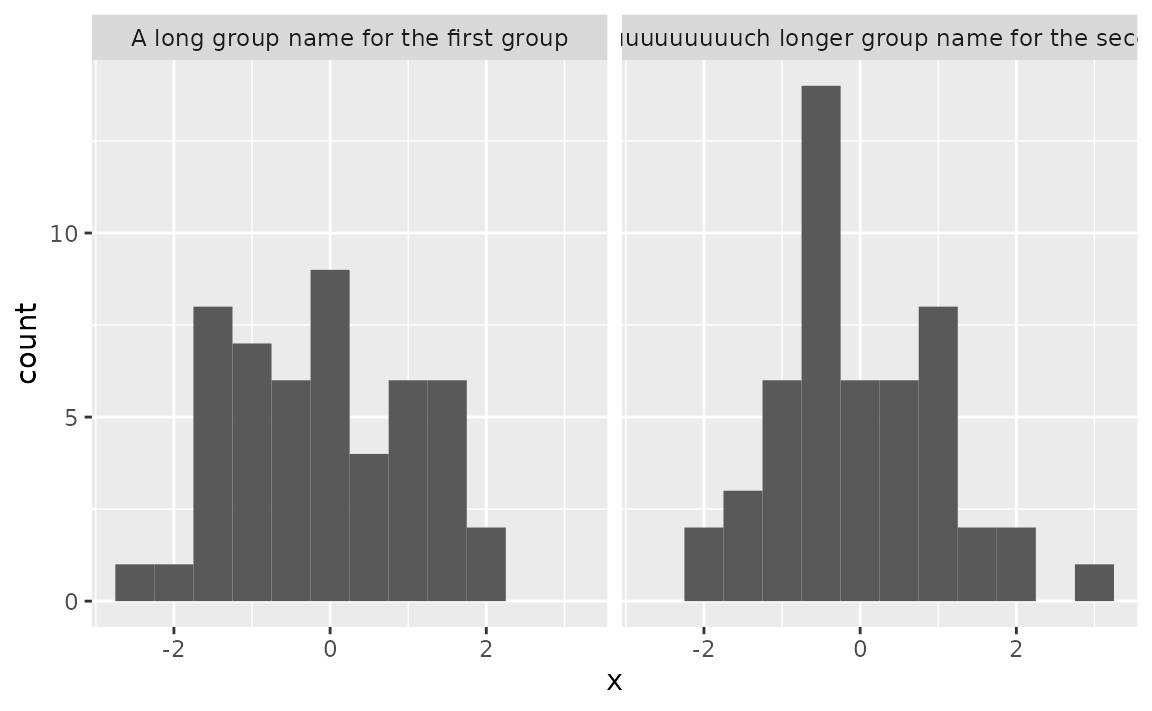 A long group name for the first group
longer group name for the
count
10
5
0
-2 0 2
-2 0 2
x